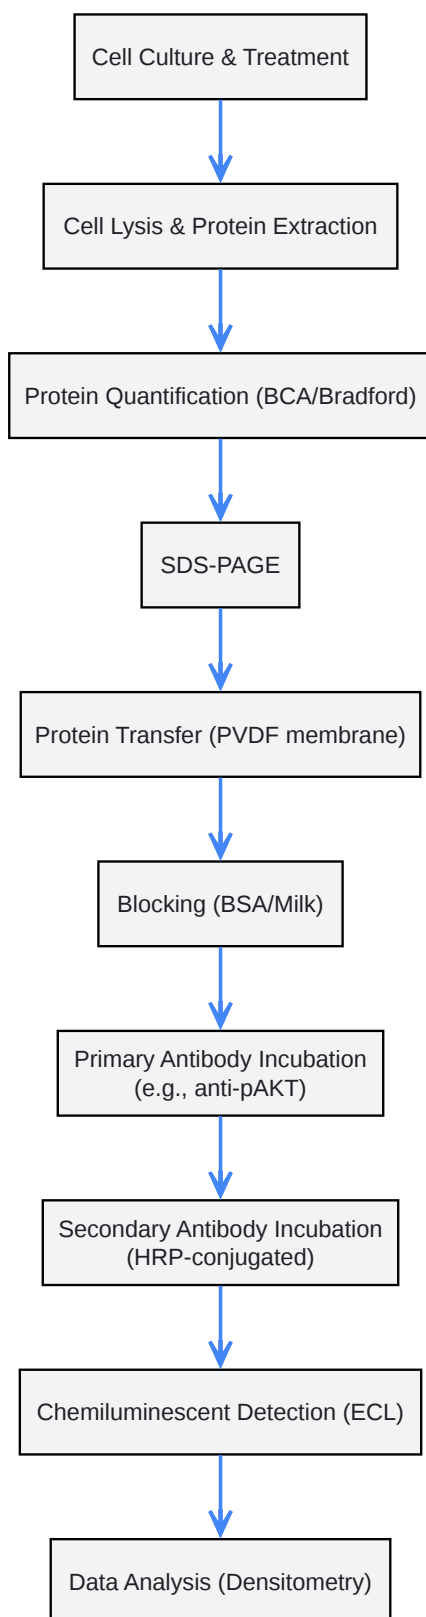 Cell Culture & Treatment
Cell Lysis & Protein Extraction
Protein Quantification (BCA/Bradford)
SDS-PAGE
Protein Transfer (PVDF membrane)
Blocking (BSA/Milk)
Primary Antibody Incubation
(e.g., anti-pAKT)
Secondary Antibody Incubation
(HRP-conjugated)
Chemiluminescent Detection (ECL)
Data Analysis (Densitometry)